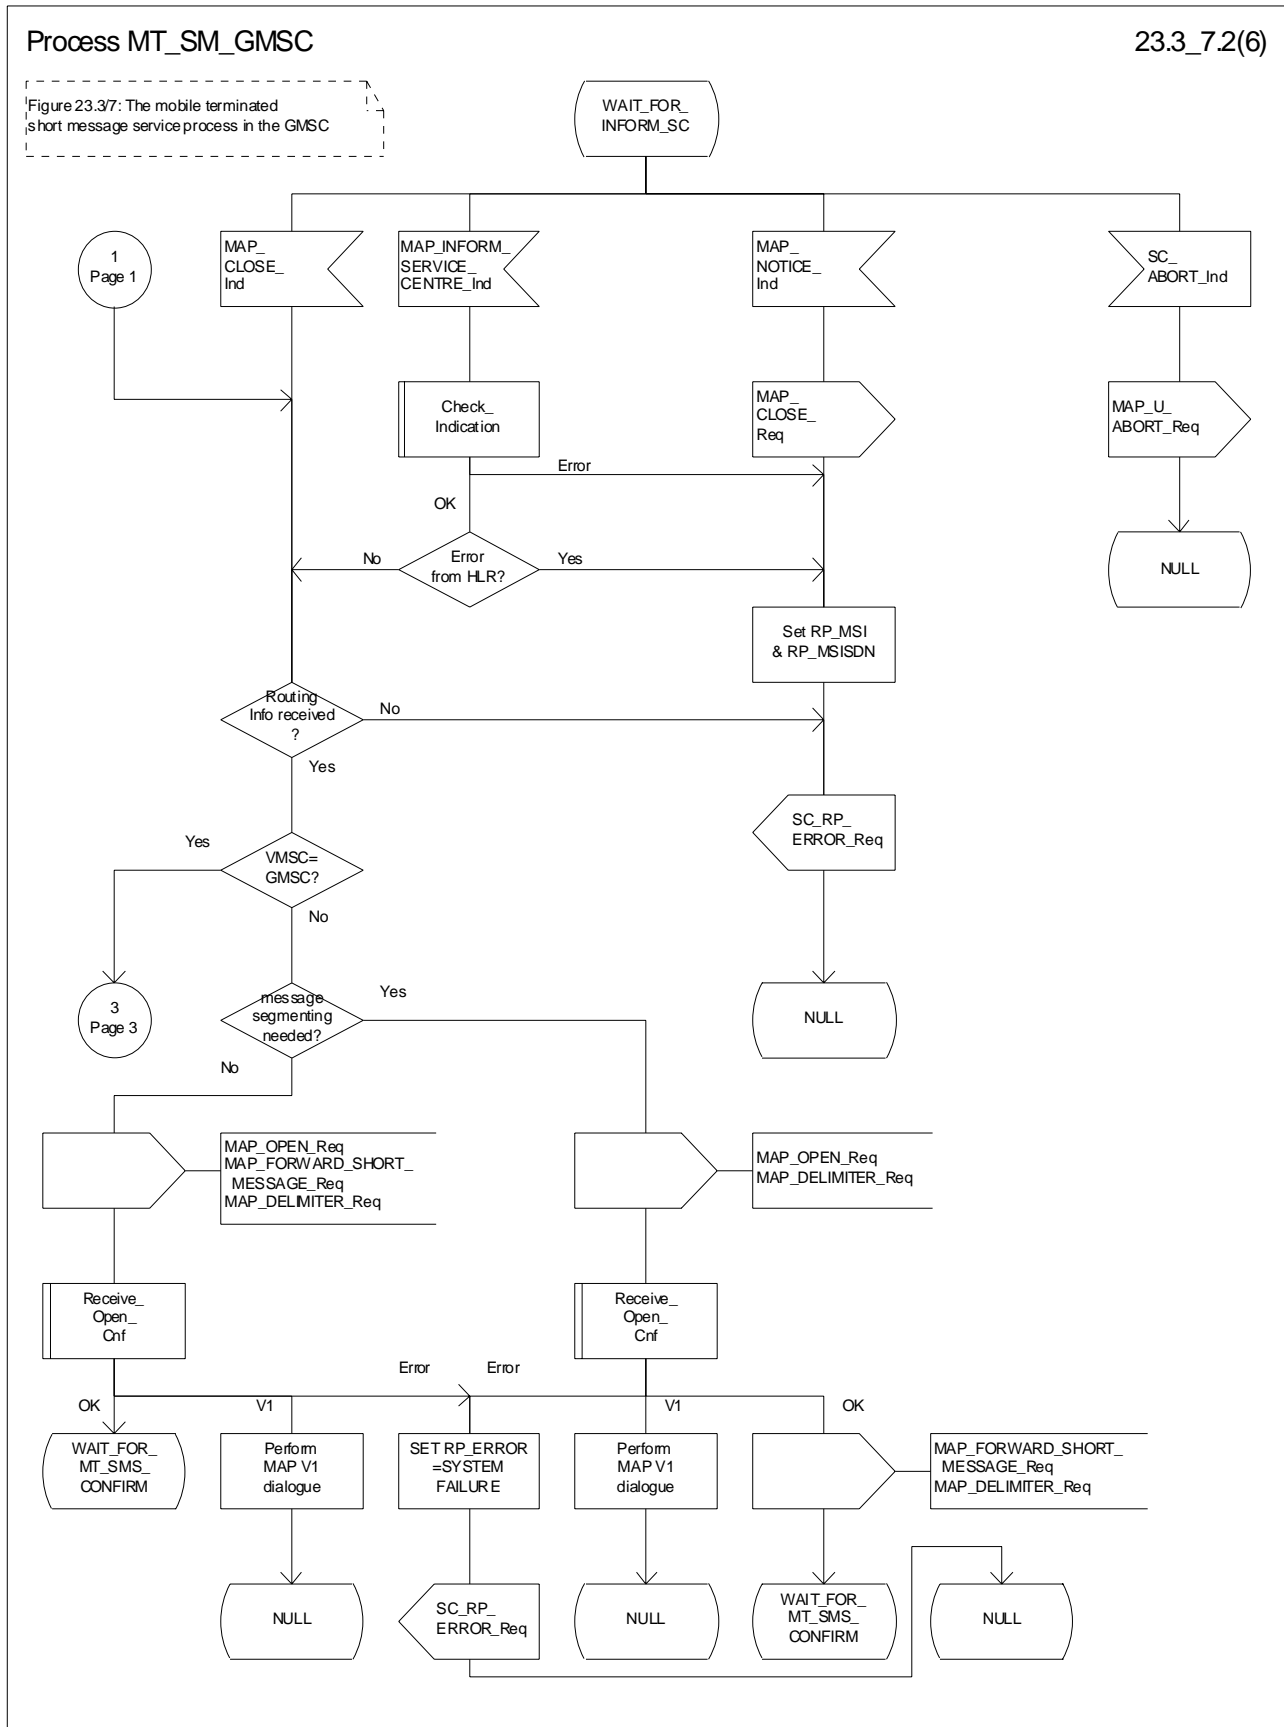 Process MT_SM_GMSC
23.3_7.2(6)
Figure 23.3/7: The mobile terminated
short message service process in the GMSC
WAIT_FOR_
INFORM_SC
1
Page 1
MAP_
CLOSE_
Ind
MAP_INFORM_
SERVICE_
CENTRE_Ind
MAP_
NOTICE_
Ind
SC_
ABORT_Ind
Check_
Indication
MAP_
CLOSE_
Req
MAP_U_
ABORT_Req
Error
OK
No
Error
from HLR?
Yes
NULL
Set RP_MSI
& RP_MSISDN
Routing
Info received
?
No
Yes
SC_RP_
ERROR_Req
Yes
VMSC=
GMSC?
No
3
Page 3
message
segmenting
needed?
Yes
NULL
No
MAP_OPEN_Req
MAP_FORWARD_SHORT_
MESSAGE_Req
MAP_DELIMITER_Req
MAP_OPEN_Req
MAP_DELIMITER_Req
Receive_
Open_
Cnf
Receive_
Open_
Cnf
Error
Error
OK
V1
V1
OK
WAIT_FOR_
MT_SMS_
CONFIRM
Perform
MAP V1
dialogue
SET RP_ERROR
=SYSTEM
FAILURE
Perform
MAP V1
dialogue
MAP_FORWARD_SHORT_
MESSAGE_Req
MAP_DELIMITER_Req
NULL
SC_RP_
ERROR_Req
NULL
WAIT_FOR_
MT_SMS_
CONFIRM
NULL